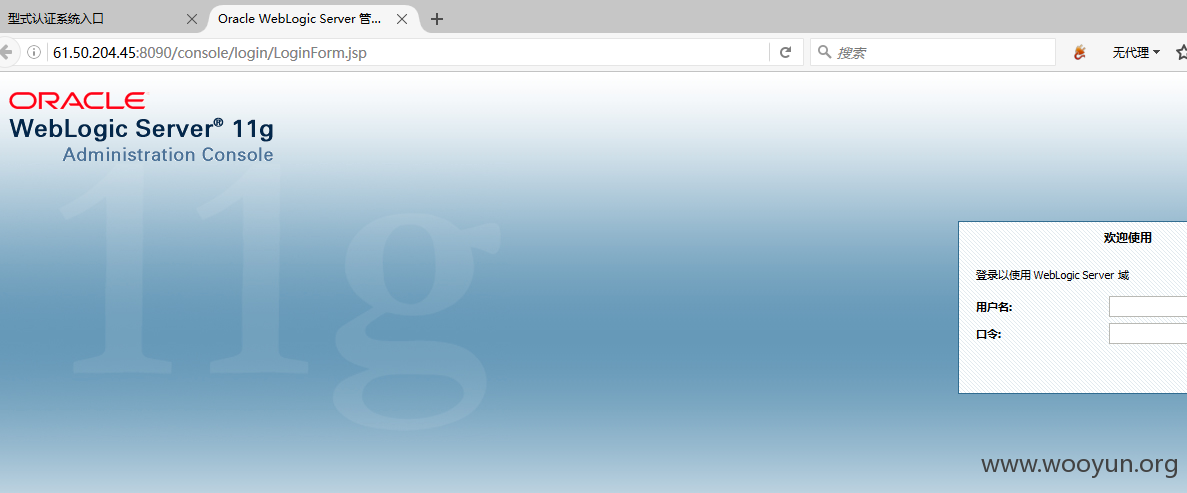 型式认证系统入口
Oracle WebLogic Server 管...
61.50.204.45:8090/console/login/LoginForm.jsp
搜索
无代理
ORACLE
WebLogic Server® 11g
Administration Console
11g
欢迎使用
登录以使用 WebLogic Server 域
用户名:
口令:
www.wooyun.org